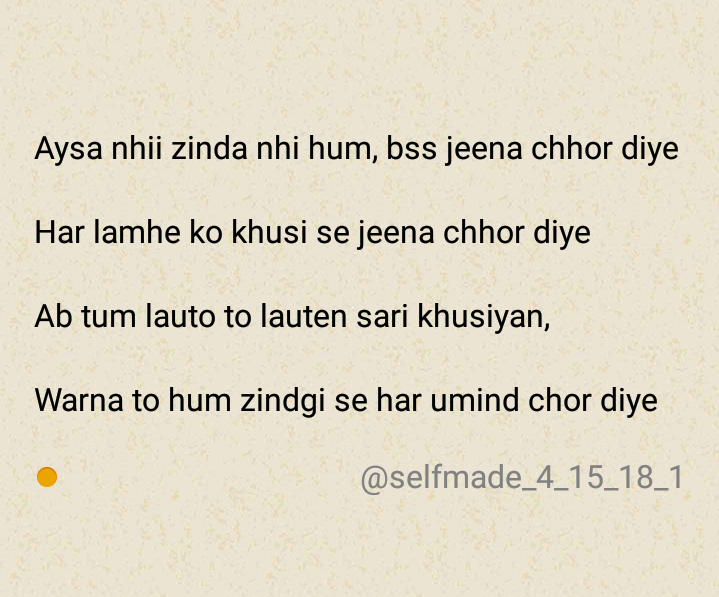 Aysa nhii zinda nhi hum, bss jeena chhor diye
Har lamhe ko khusi se jeena chhor diye
Ab tum lauto to lauten sari khusiyan,
Warna to hum zindgi se har umind chor diye
@selfmade_4_15_18_1